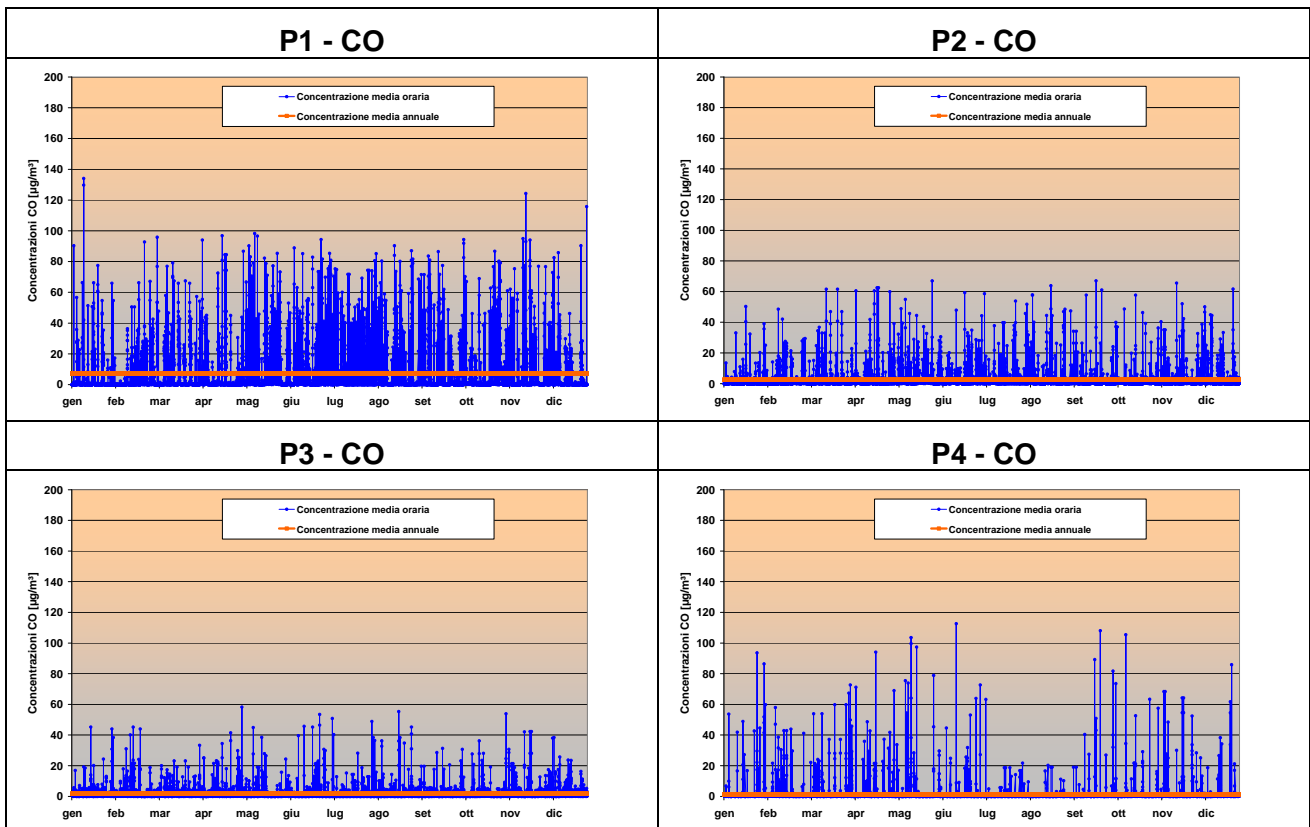 P1 - CO
P2 - CO
Concentrazioni CO [µg/m³]
200
180
160
140
120
100
80
60
40
20
0
Concentrazione media oraria
Concentrazione media annuale
gen feb mar apr mag giu lug ago set ott nov dic
Concentrazioni CO [µg/m³]
200
180
160
140
120
100
80
60
40
20
0
Concentrazione media oraria
Concentrazione media annuale
gen feb mar apr mag giu lug ago set ott nov dic
P3 - CO
P4 - CO
Concentrazioni CO [µg/m³]
200
180
160
140
120
100
80
60
40
20
0
Concentrazione media oraria
Concentrazione media annuale
gen feb mar apr mag giu lug ago set ott nov dic
Concentrazioni CO [µg/m³]
200
180
160
140
120
100
80
60
40
20
0
Concentrazione media oraria
Concentrazione media annuale
gen feb mar apr mag giu lug ago set ott nov dic